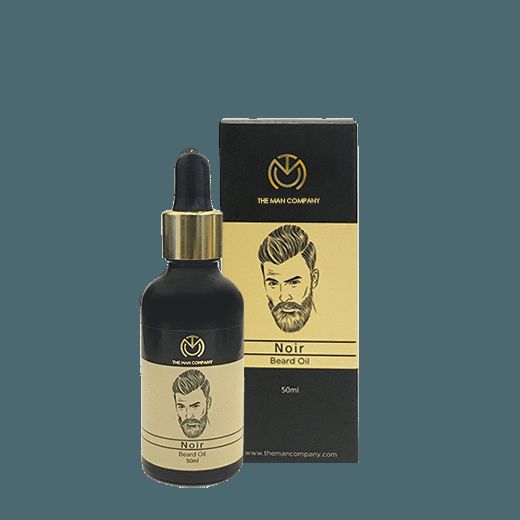 THE MAN COMPANY
Noir
Beard Oil
50ml
www.themancompany.com
THE MAN COMPANY
Noir
Beard Oil
50ml